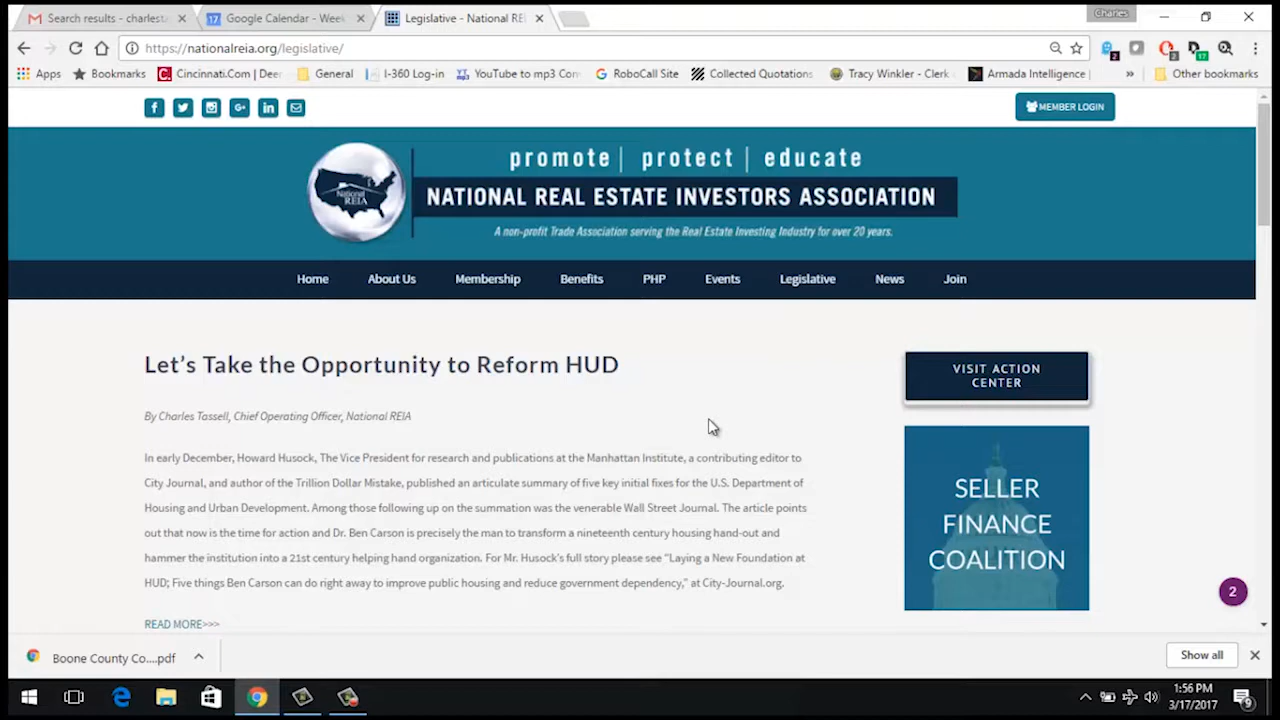 Search results - charlest
Google Calendar - Week
Legislative - National RE
Charles
https://nationalreia.org/legislative/
Apps
Bookmarks
Cincinnati.Com | Deer
General
I-360 Log-in
YouTube to mp3 Con
RoboCall Site
Collected Quotations
Tracy Winkler - Clerk
Armada Intelligence
Other bookmarks
MEMBER LOGIN
promote | protect | educate
National REIA
NATIONAL REAL ESTATE INVESTORS ASSOCIATION
A non-profit Trade Association serving the Real Estate Investing Industry for over 20 years.
Home
About Us
Membership
Benefits
PHP
Events
Legislative
News
Join
Let's Take the Opportunity to Reform HUD
By Charles Tassell, Chief Operating Officer, National REIA
In early December, Howard Husock, The Vice President for research and publications at the Manhattan Institute, a contributing editor to
City Journal, and author of the Trillion Dollar Mistake, published an articulate summary of five key initial fixes for the U.S. Department of
Housing and Urban Development. Among those following up on the summation was the venerable Wall Street Journal. The article points
out that now is the time for action and Dr. Ben Carson is precisely the man to transform a nineteenth century housing hand-out and
hammer the institution into a 21st century helping hand organization. For Mr. Husock's full story please see "Laying a New Foundation at
HUD; Five things Ben Carson can do right away to improve public housing and reduce government dependency," at City-Journal.org.
READ MORE>>>
VISIT ACTION
CENTER
SELLER
FINANCE
COALITION
2
Boone County Co....pdf
Show all
1:56 PM
3/17/2017